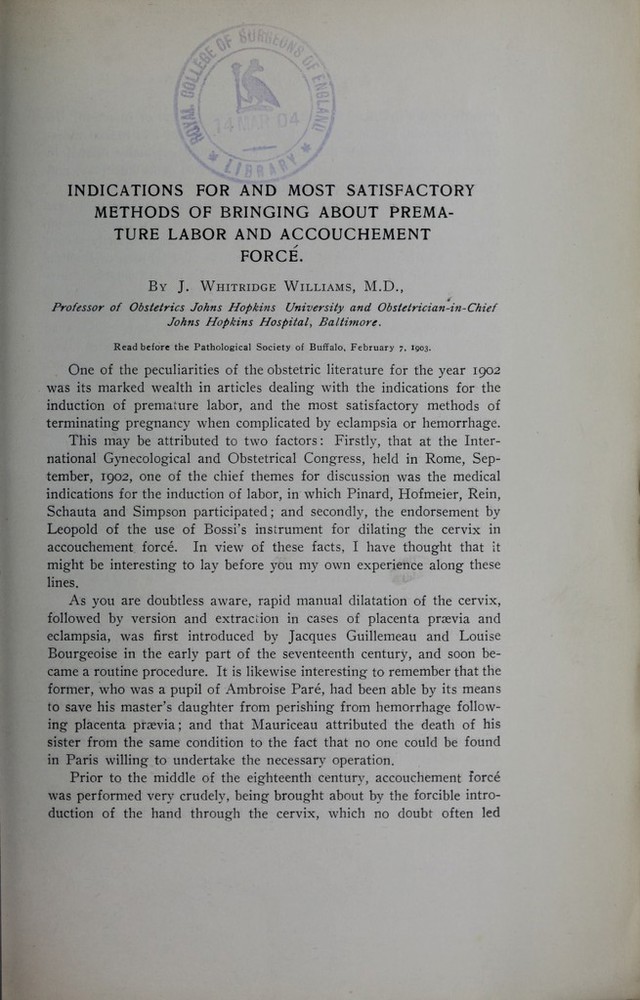 ROYAL COLLEGE OF SURGEONS OF ENGLAND
14 MAR 04
LIBRARY
INDICATIONS FOR AND MOST SATISFACTORY
METHODS OF BRINGING ABOUT PREMA-
TURE LABOR AND ACCOUCHEMENT
FORCÉ.
By J. Whitridge Williams, M.D.,
Professor of Obstetrics Johns Hopkins University and Obstetrician-in-Chief
Johns Hopkins Hospital, Baltimore.
Read before the Pathological Society of Buffalo, February 7, 1903.
One of the peculiarities of the obstetric literature for the year 1902
was its marked wealth in articles dealing with the indications for the
induction of premature labor, and the most satisfactory methods of
terminating pregnancy when complicated by eclampsia or hemorrhage.
This may be attributed to two factors: Firstly, that at the Inter-
national Gynecological and Obstetrical Congress, held in Rome, Sep-
tember, 1902, one of the chief themes for discussion was the medical
indications for the induction of labor, in which Pinard, Hofmeier, Rein,
Schauta and Simpson participated; and secondly, the endorsement by
Leopold of the use of Bossi's instrument for dilating the cervix in
accouchement forcé. In view of these facts, I have thought that it
might be interesting to lay before you my own experience along these
lines.
As you are doubtless aware, rapid manual dilatation of the cervix,
followed by version and extraction in cases of placenta prævia and
eclampsia, was first introduced by Jacques Guillemeau and Louise
Bourgeoise in the early part of the seventeenth century, and soon be-
came a routine procedure. It is likewise interesting to remember that the
former, who was a pupil of Ambroise Paré, had been able by its means
to save his master's daughter from perishing from hemorrhage follow-
ing placenta prævia; and that Mauriceau attributed the death of his
sister from the same condition to the fact that no one could be found
in Paris willing to undertake the necessary operation.
Prior to the middle of the eighteenth century, accouchement forcé
was performed very crudely, being brought about by the forcible intro-
duction of the hand through the cervix, which no doubt often led